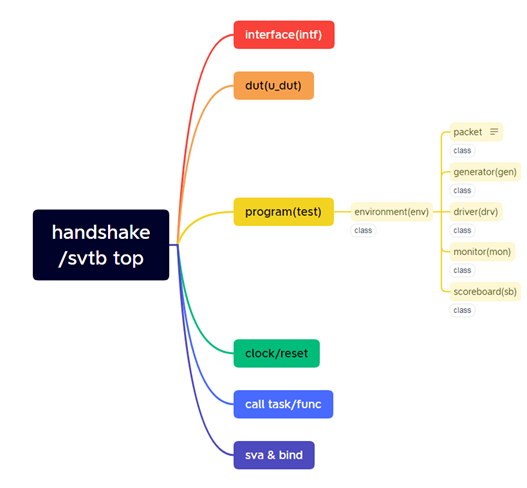 handshake
/svtb top
interface(intf)
dut(u_dut)
program(test)
environment(env)
class
packet
class
generator(gen)
class
driver(drv)
class
monitor(mon)
class
scoreboard(sb)
class
clock/reset
call task/func
sva & bind